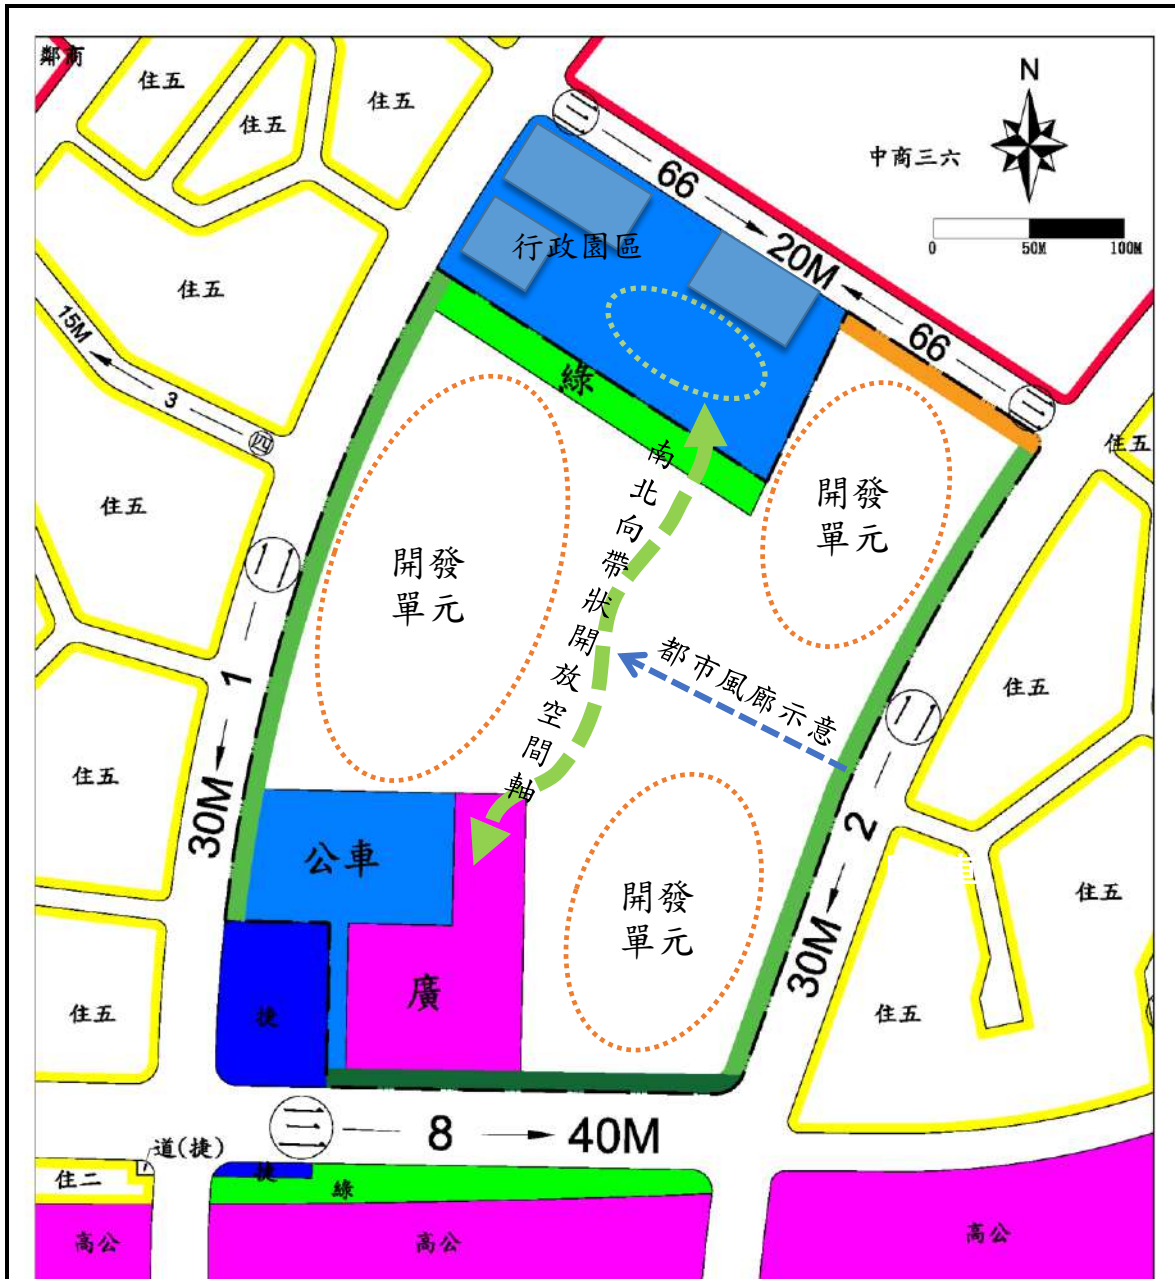 鄰商
住五
住五
住五
N
中商三六
0 50M 100M
二
66
20M
66
二
行政園區
住五
15M
3
四
綠
住五
南北向帶狀開放空間軸
開發
單元
住五
開發
單元
一
1
30M
都市風廊示意
住五
一
2
30M
住五
公車
開發
單元
住五
住五
廣
捷
住五
三
8
40M
道(捷)
住二
捷
綠
高公
高公
高公